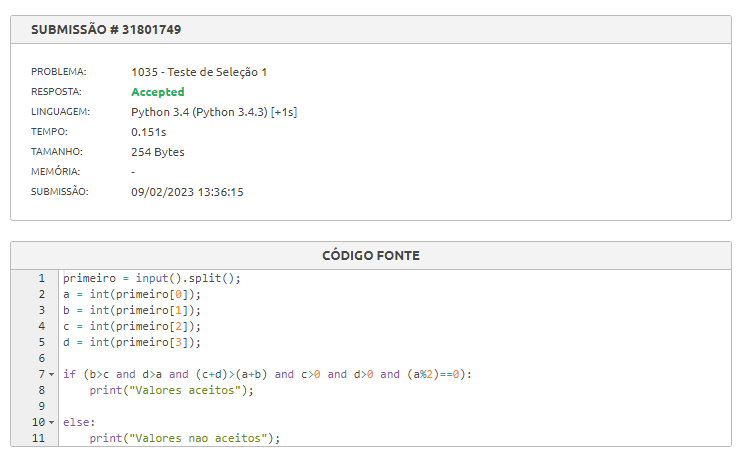 SUBMISSÃO # 31801749
PROBLEMA: 1035 - Teste de Seleção 1
RESPOSTA: Accepted
LINGUAGEM: Python 3.4 (Python 3.4.3) [+1s]
TEMPO: 0.151s
TAMANHO: 254 Bytes
MEMÓRIA: -
SUBMISSÃO: 09/02/2023 13:36:15
CÓDIGO FONTE
1 primeiro = input().split();
2 a = int(primeiro[0]);
3 b = int(primeiro[1]);
4 c = int(primeiro[2]);
5 d = int(primeiro[3]);
6
7 if (b>c and d>a and (c+d)>(a+b) and c>0 and d>0 and (a%2)==0):
8     print("Valores aceitos");
9
10 else:
11     print("Valores nao aceitos");